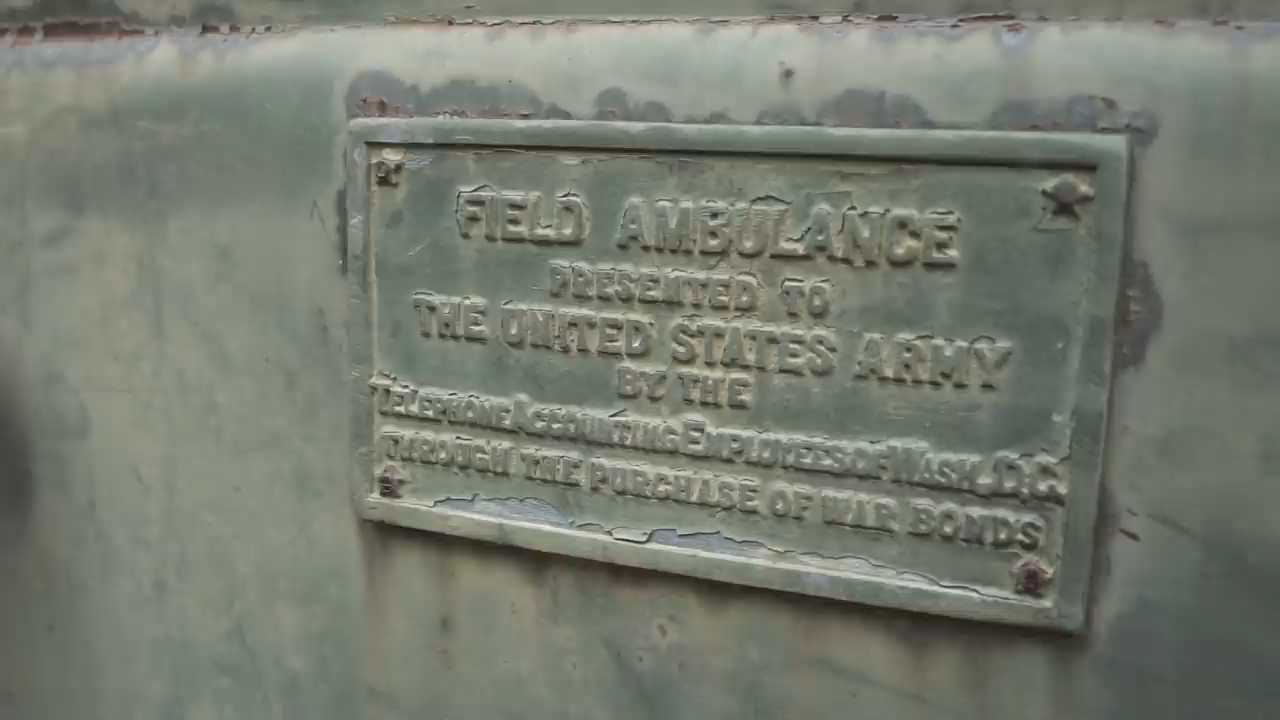 FIELD AMBULANCE
PRESENTED TO
THE UNITED STATES ARMY
BY THE
TELEPHONE ACCOUNTING EMPLOYEES OF WASH., D.C.
THROUGH THE PURCHASE OF WAR BONDS